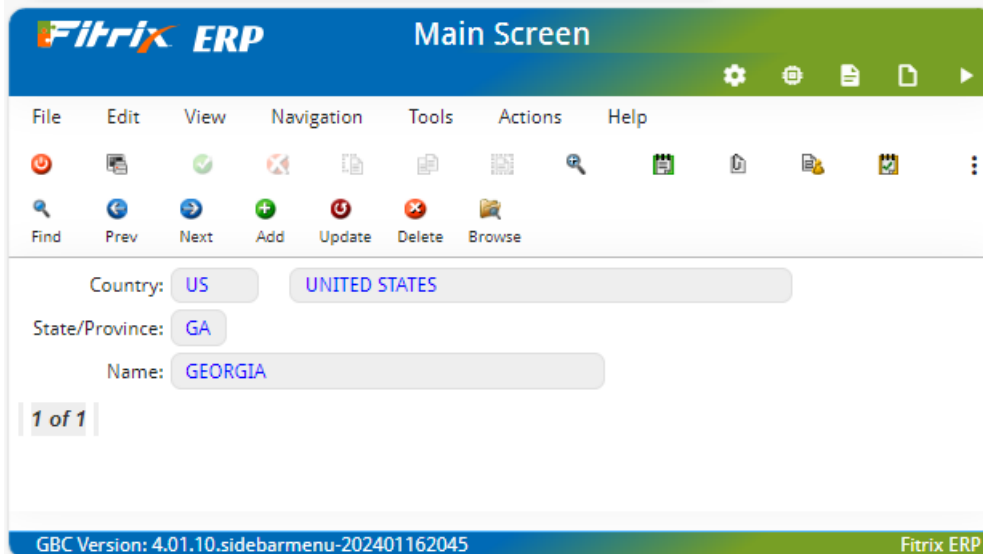 Fitrix ERP Main Screen
File Edit View Navigation Tools Actions Help
Find Prev Next Add Update Delete Browse
Country: US UNITED STATES
State/Province: GA
Name: GEORGIA
1 of 1
GBC Version: 4.01.10.sidebarmenu-202401162045 Fitrix ERP